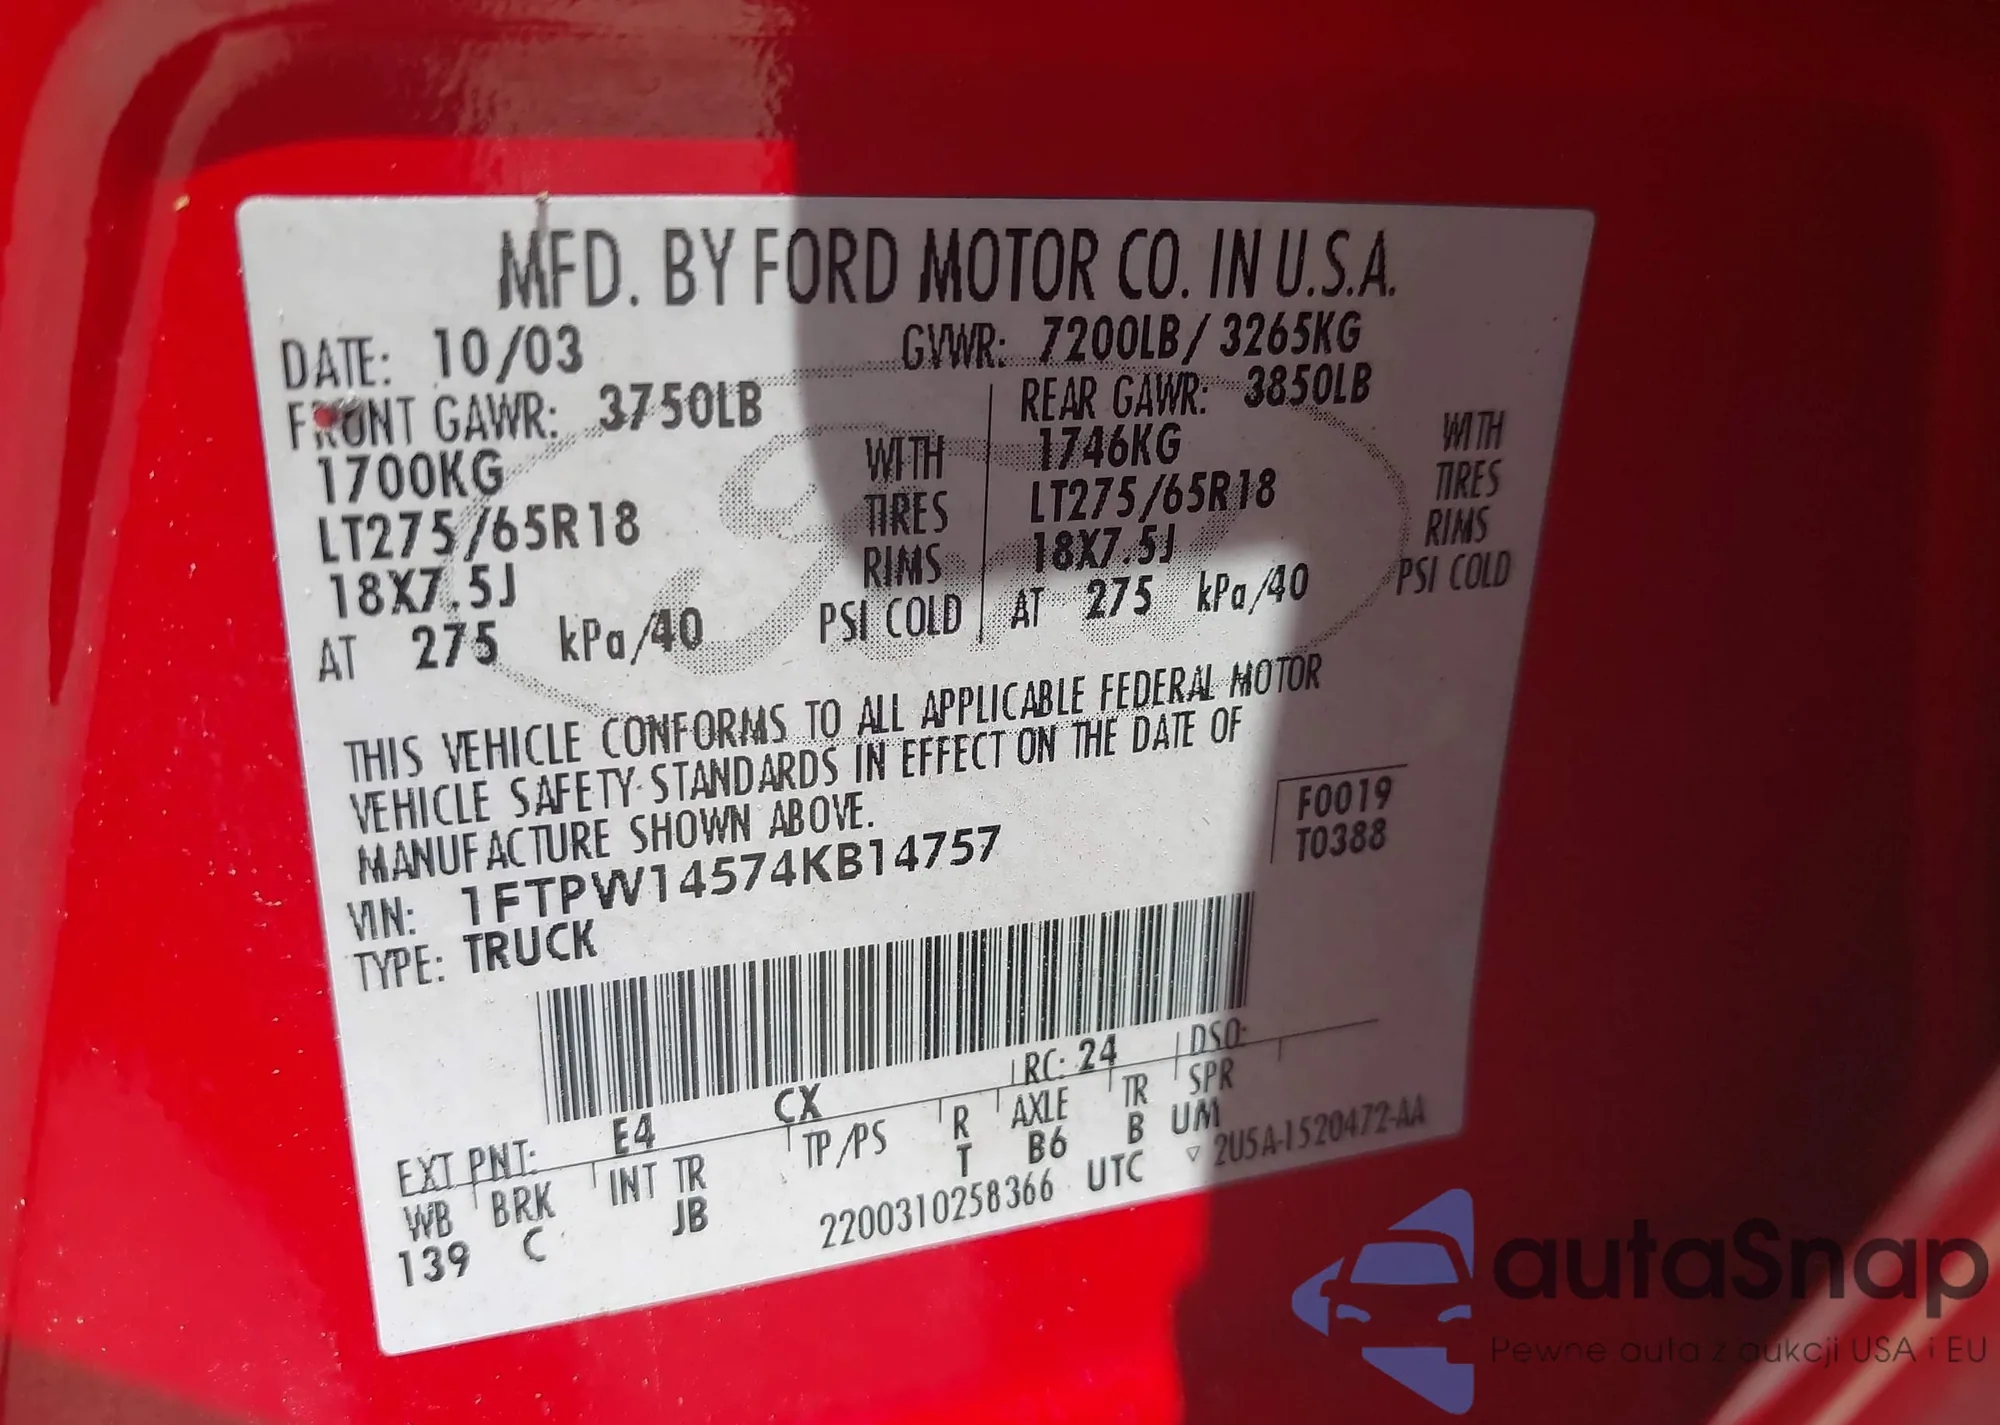 MFD. BY FORD MOTOR CO. IN U.S.A.
DATE: 10/03 GVWR: 7200LB / 3265KG
FRONT GAWR: 3750LB REAR GAWR: 3850LB
1700KG WITH 1746KG WITH
LT275/65R18 TIRES LT275/65R18 TIRES
18X7.5J RIMS 18X7.5J RIMS
AT 275 kPa/40 PSI COLD AT 275 kPa/40 PSI COLD
THIS VEHICLE CONFORMS TO ALL APPLICABLE FEDERAL MOTOR
VEHICLE SAFETY STANDARDS IN EFFECT ON THE DATE OF
MANUFACTURE SHOWN ABOVE.
F0019
T0388
VIN: 1FTPW14574KB14757
TYPE: TRUCK
EXT PNT: E4 CX RC: 24 DSO:
WB BRK INT TR TP/PS R AXLE TR SPR
139 C JB T B6 B UM
2200310258366 UTC ▽ 2U5A-1520472-AA
autaSnap
Pewne auta z aukcji USA i EU